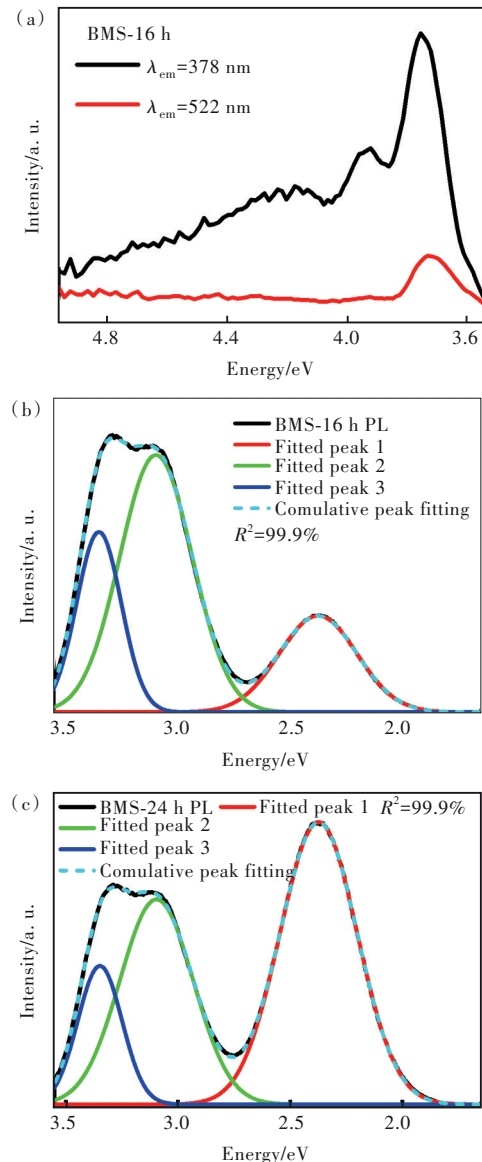 (a)
BMS-16 h
λem=378 nm
λem=522 nm
Intensity/a. u.
4.8 4.4 4.0 3.6
Energy/eV
(b)
BMS-16 h PL
Fitted peak 1
Fitted peak 2
Fitted peak 3
Comulative peak fitting
R²=99.9%
Intensity/a. u.
3.5 3.0 2.5 2.0
Energy/eV
(c)
BMS-24 h PL Fitted peak 1 R²=99.9%
Fitted peak 2
Fitted peak 3
Comulative peak fitting
Intensity/a. u.
3.5 3.0 2.5 2.0
Energy/eV